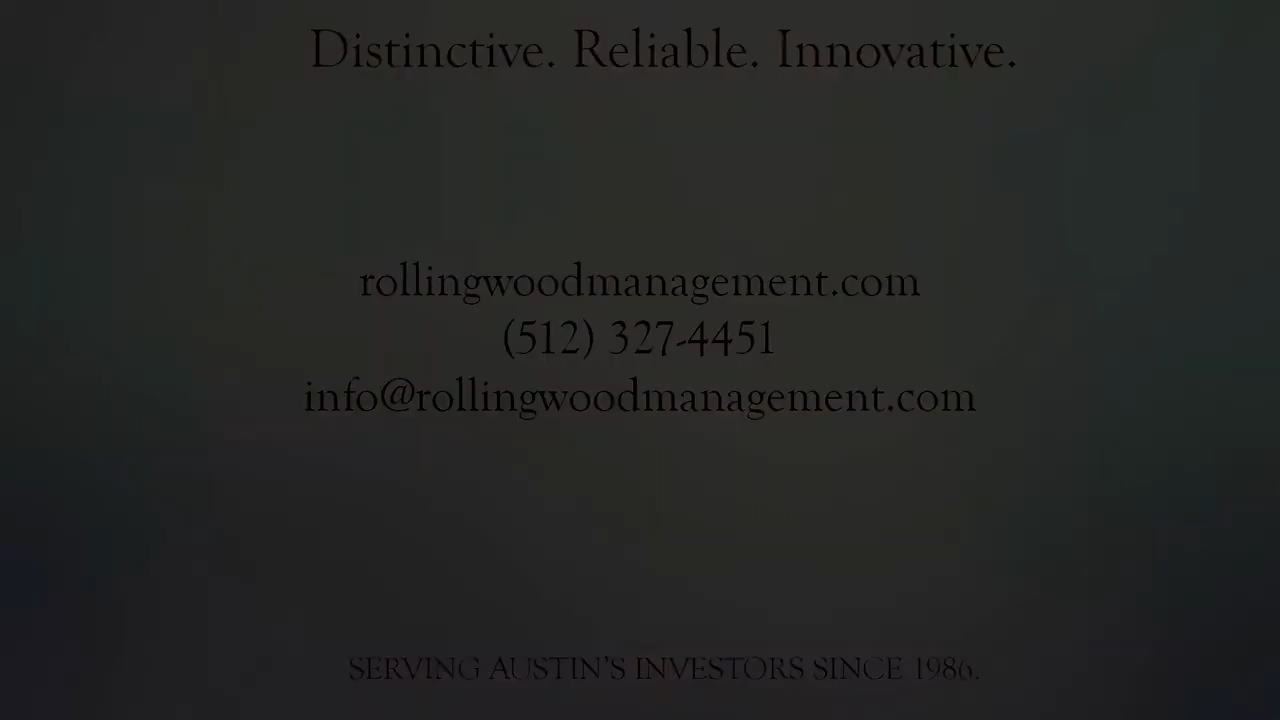 Distinctive. Reliable. Innovative.
rollingwoodmanagement.com
(512) 327-4451
info@rollingwoodmanagement.com
SERVING AUSTIN'S INVESTORS SINCE 1986.